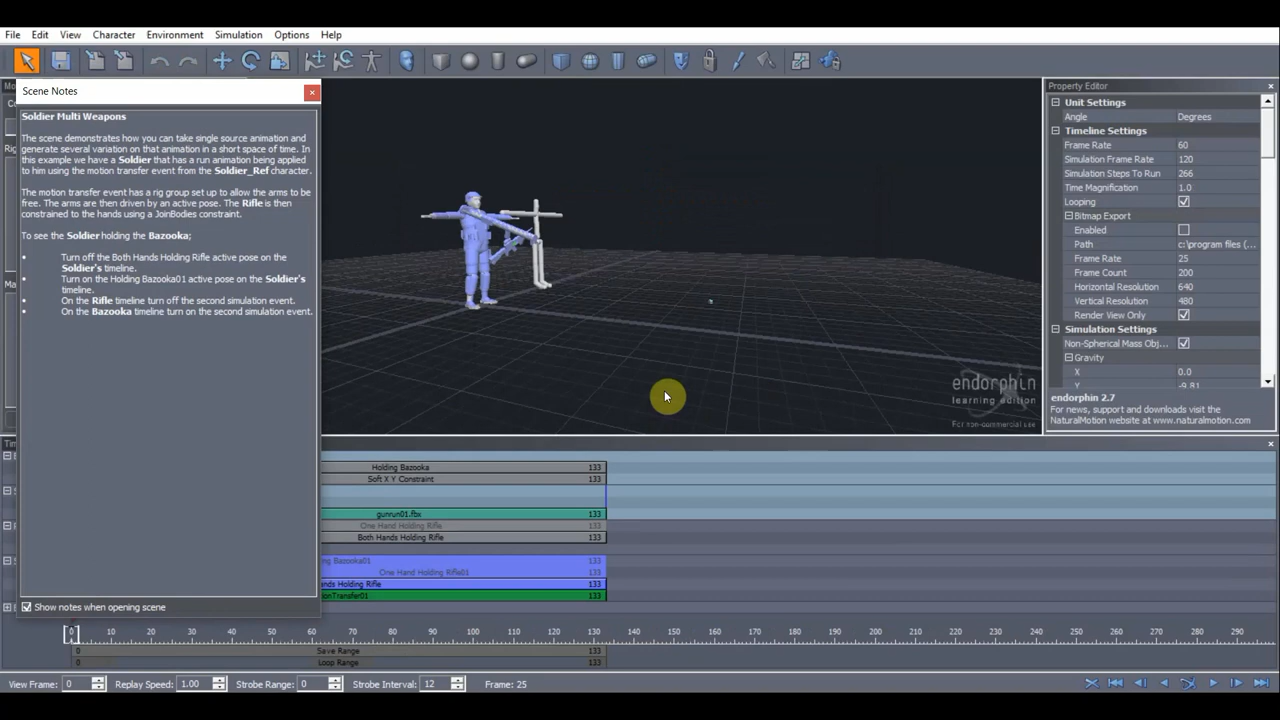 File Edit View Character Environment Simulation Options Help
Scene Notes
Soldier Multi Weapons
The scene demonstrates how you can take single source animation and
generate several variation on that animation in a short space of time. In
this example we have a Soldier that has a run animation being applied
to him using the motion transfer event from the Soldier_Ref character.
The motion transfer event has a rig group set up to allow the arms to be
free. The arms are then driven by an active pose. The Rifle is then
constrained to the hands using a JoinBodies constraint.
To see the Soldier holding the Bazooka;
Turn off the Both Hands Holding Rifle active pose on the
Soldier's timeline.
Turn on the Holding Bazooka01 active pose on the Soldier's
timeline.
On the Rifle timeline turn off the second simulation event.
On the Bazooka timeline turn on the second simulation event.
Show notes when opening scene
endorphin
learning edition
For non-commercial use
Property Editor
Unit Settings
Angle Degrees
Timeline Settings
Frame Rate 60
Simulation Frame Rate 120
Simulation Steps To Run 266
Time Magnification 1.0
Looping
Bitmap Export
Enabled
Path c:\program files (...
Frame Rate 25
Frame Count 200
Horizontal Resolution 640
Vertical Resolution 480
Render View Only
Simulation Settings
Non-Spherical Mass Obj...
Gravity
X 0.0
Y -9.81
endorphin 2.7
For news, support and downloads visit the
NaturalMotion website at www.naturalmotion.com
Holding Bazooka 133
Soft X Y Constraint 133
gunrun01.fbx 133
One Hand Holding Rifle 133
Both Hands Holding Rifle 133
ng Bazooka01 133
One Hand Holding Rifle01 133
ands Holding Rifle 133
ionTransfer01 133
0 10 20 30 40 50 60 70 80 90 100 110 120 130 140 150 160 170 180 190 200 210 220 230 240 250 260 270 280 290
0 Save Range 133
0 Loop Range 133
View Frame: 0 Replay Speed: 1.00 Strobe Range: 0 Strobe Interval: 12 Frame: 25